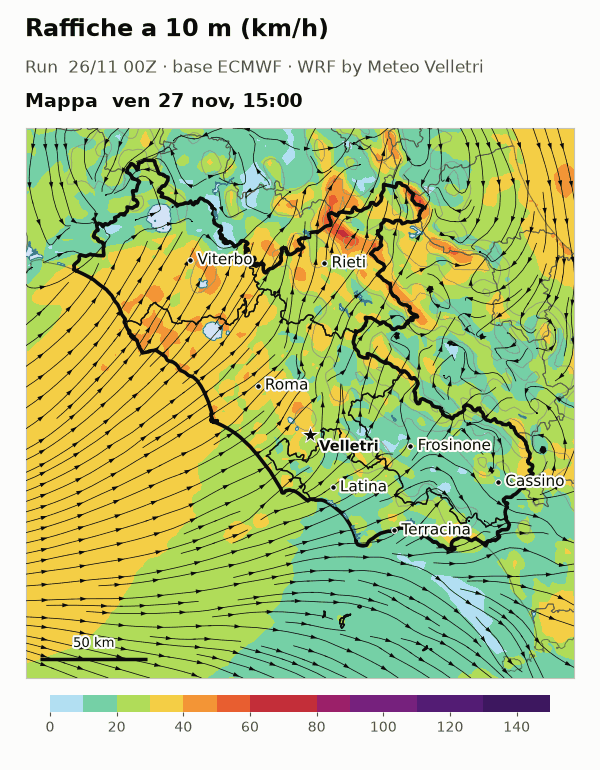 Raffiche a 10 m (km/h)
Run  26/11 00Z · base ECMWF · WRF by Meteo Velletri
Mappa  ven 27 nov, 15:00
Viterbo
Rieti
Roma
Velletri
Frosinone
Cassino
Latina
Terracina
50 km
0 20 40 60 80 100 120 140